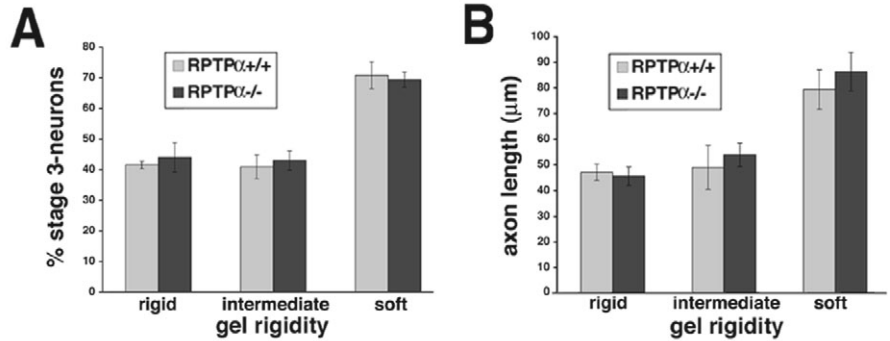 A
% stage 3-neurons
80
70
60
50
40
30
20
10
0
RPTPα+/+
RPTPα-/-
rigid intermediate soft
gel rigidity
B
axon length (μm)
100
90
80
70
60
50
40
30
20
10
0
RPTPα+/+
RPTPα-/-
rigid intermediate soft
gel rigidity